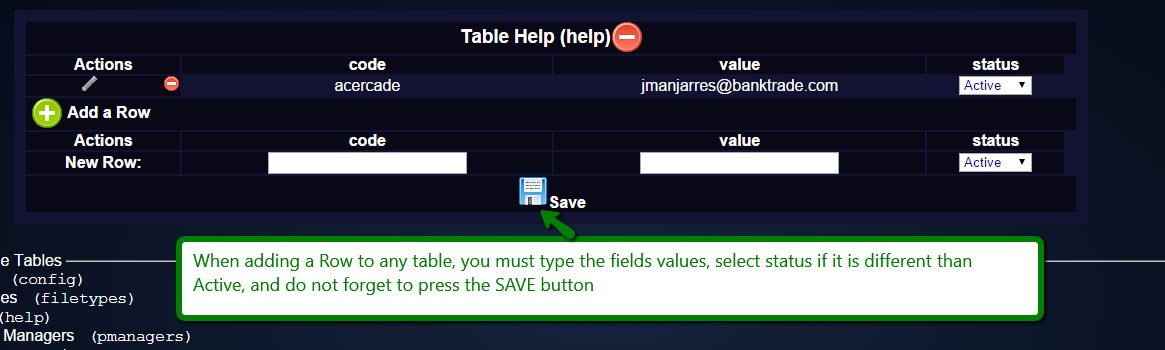 Table Help (help)
Actions code value status
acercade jmanjarres@banktrade.com Active
Add a Row
Actions code value status
New Row: Active
Save
When adding a Row to any table, you must type the fields values, select status if it is different than
Active, and do not forget to press the SAVE button
e Tables
(config)
es (filetypes)
(help)
Managers (pmanagers)